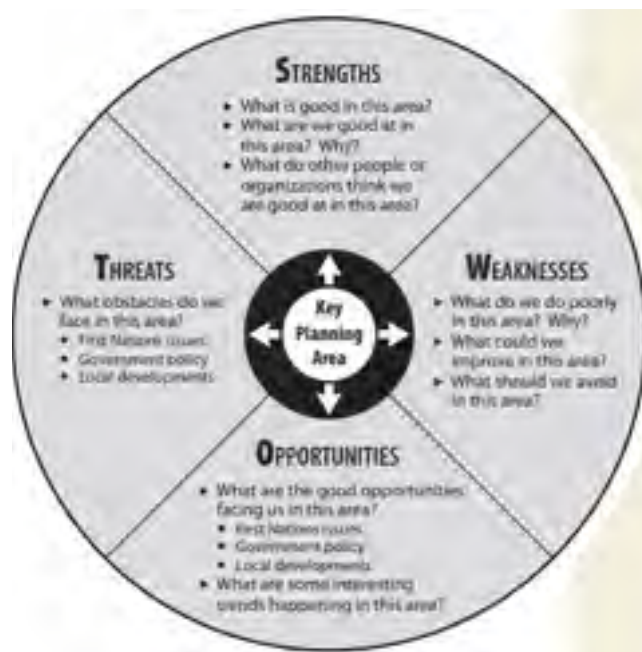 STRENGTHS
▸ What is good in this area?
▸ What are we good at in
this area? Why?
▸ What do other people or
organizations think we
are good at in this area?
THREATS
▸ What obstacles do we
face in this area?
• First Nations issues
• Government policy
• Local developments
Key
Planning
Area
WEAKNESSES
▸ What do we do poorly
in this area? Why?
▸ What could we
improve in this area?
▸ What should we avoid
in this area?
OPPORTUNITIES
▸ What are the good opportunities
facing us in this area?
• First Nations issues
• Government policy
• Local developments
▸ What are some interesting
trends happening in this area?